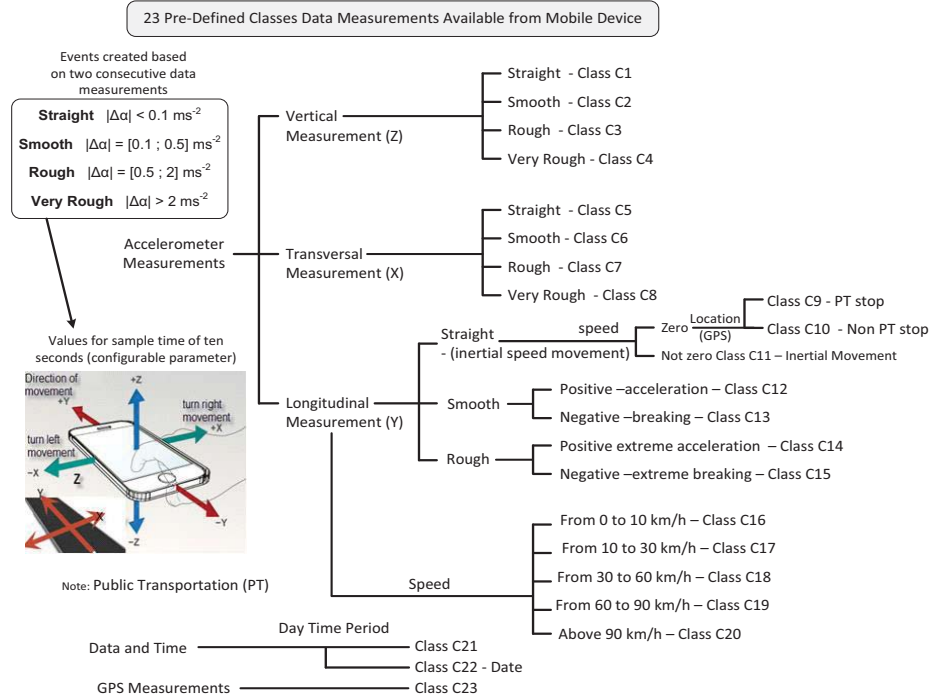 23 Pre-Defined Classes Data Measurements Available from Mobile Device
Events created based
on two consecutive data
measurements
Straight |Δα| < 0.1 ms⁻²
Smooth |Δα| = [0.1 ; 0.5] ms⁻²
Rough |Δα| = [0.5 ; 2] ms⁻²
Very Rough |Δα| > 2 ms⁻²
Accelerometer
Measurements
Vertical
Measurement (Z)
Straight - Class C1
Smooth - Class C2
Rough - Class C3
Very Rough - Class C4
Transversal
Measurement (X)
Straight - Class C5
Smooth - Class C6
Rough - Class C7
Very Rough - Class C8
Longitudinal
Measurement (Y)
Straight
- (inertial speed movement)
speed
Zero
Location
(GPS)
Class C9 - PT stop
Class C10 - Non PT stop
Not zero Class C11 – Inertial Movement
Smooth
Positive –acceleration – Class C12
Negative –breaking – Class C13
Rough
Positive extreme acceleration – Class C14
Negative –extreme breaking – Class C15
Speed
From 0 to 10 km/h – Class C16
From 10 to 30 km/h – Class C17
From 30 to 60 km/h – Class C18
From 60 to 90 km/h – Class C19
Above 90 km/h – Class C20
Values for sample time of ten
seconds (configurable parameter)
Direction of
movement
+Y
+Z
turn right
movement
+X
turn left
movement
–X
Z
Y
X
–Y
–Z
Note: Public Transportation (PT)
Data and Time
Day Time Period
Class C21
Class C22 - Date
GPS Measurements
Class C23